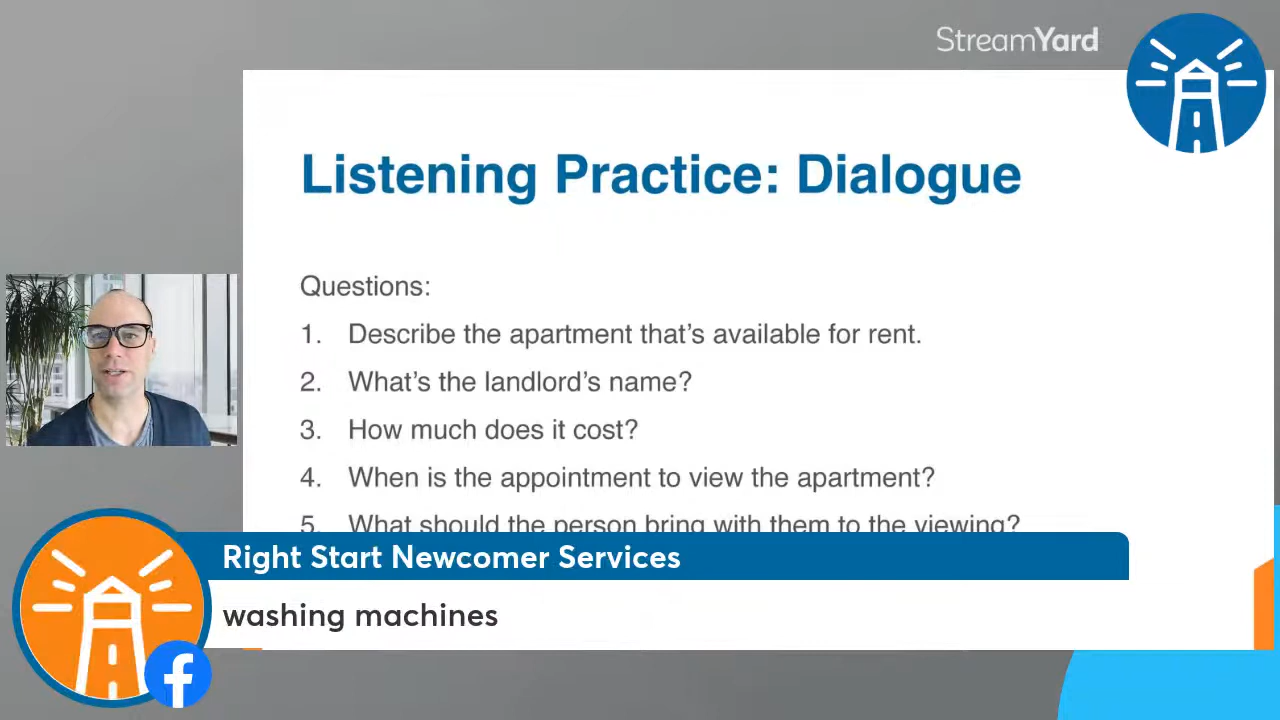 StreamYard
Listening Practice: Dialogue
Questions:
1. Describe the apartment that's available for rent.
2. What's the landlord's name?
3. How much does it cost?
4. When is the appointment to view the apartment?
5. What should the person bring with them to the viewing?
Right Start Newcomer Services
washing machines